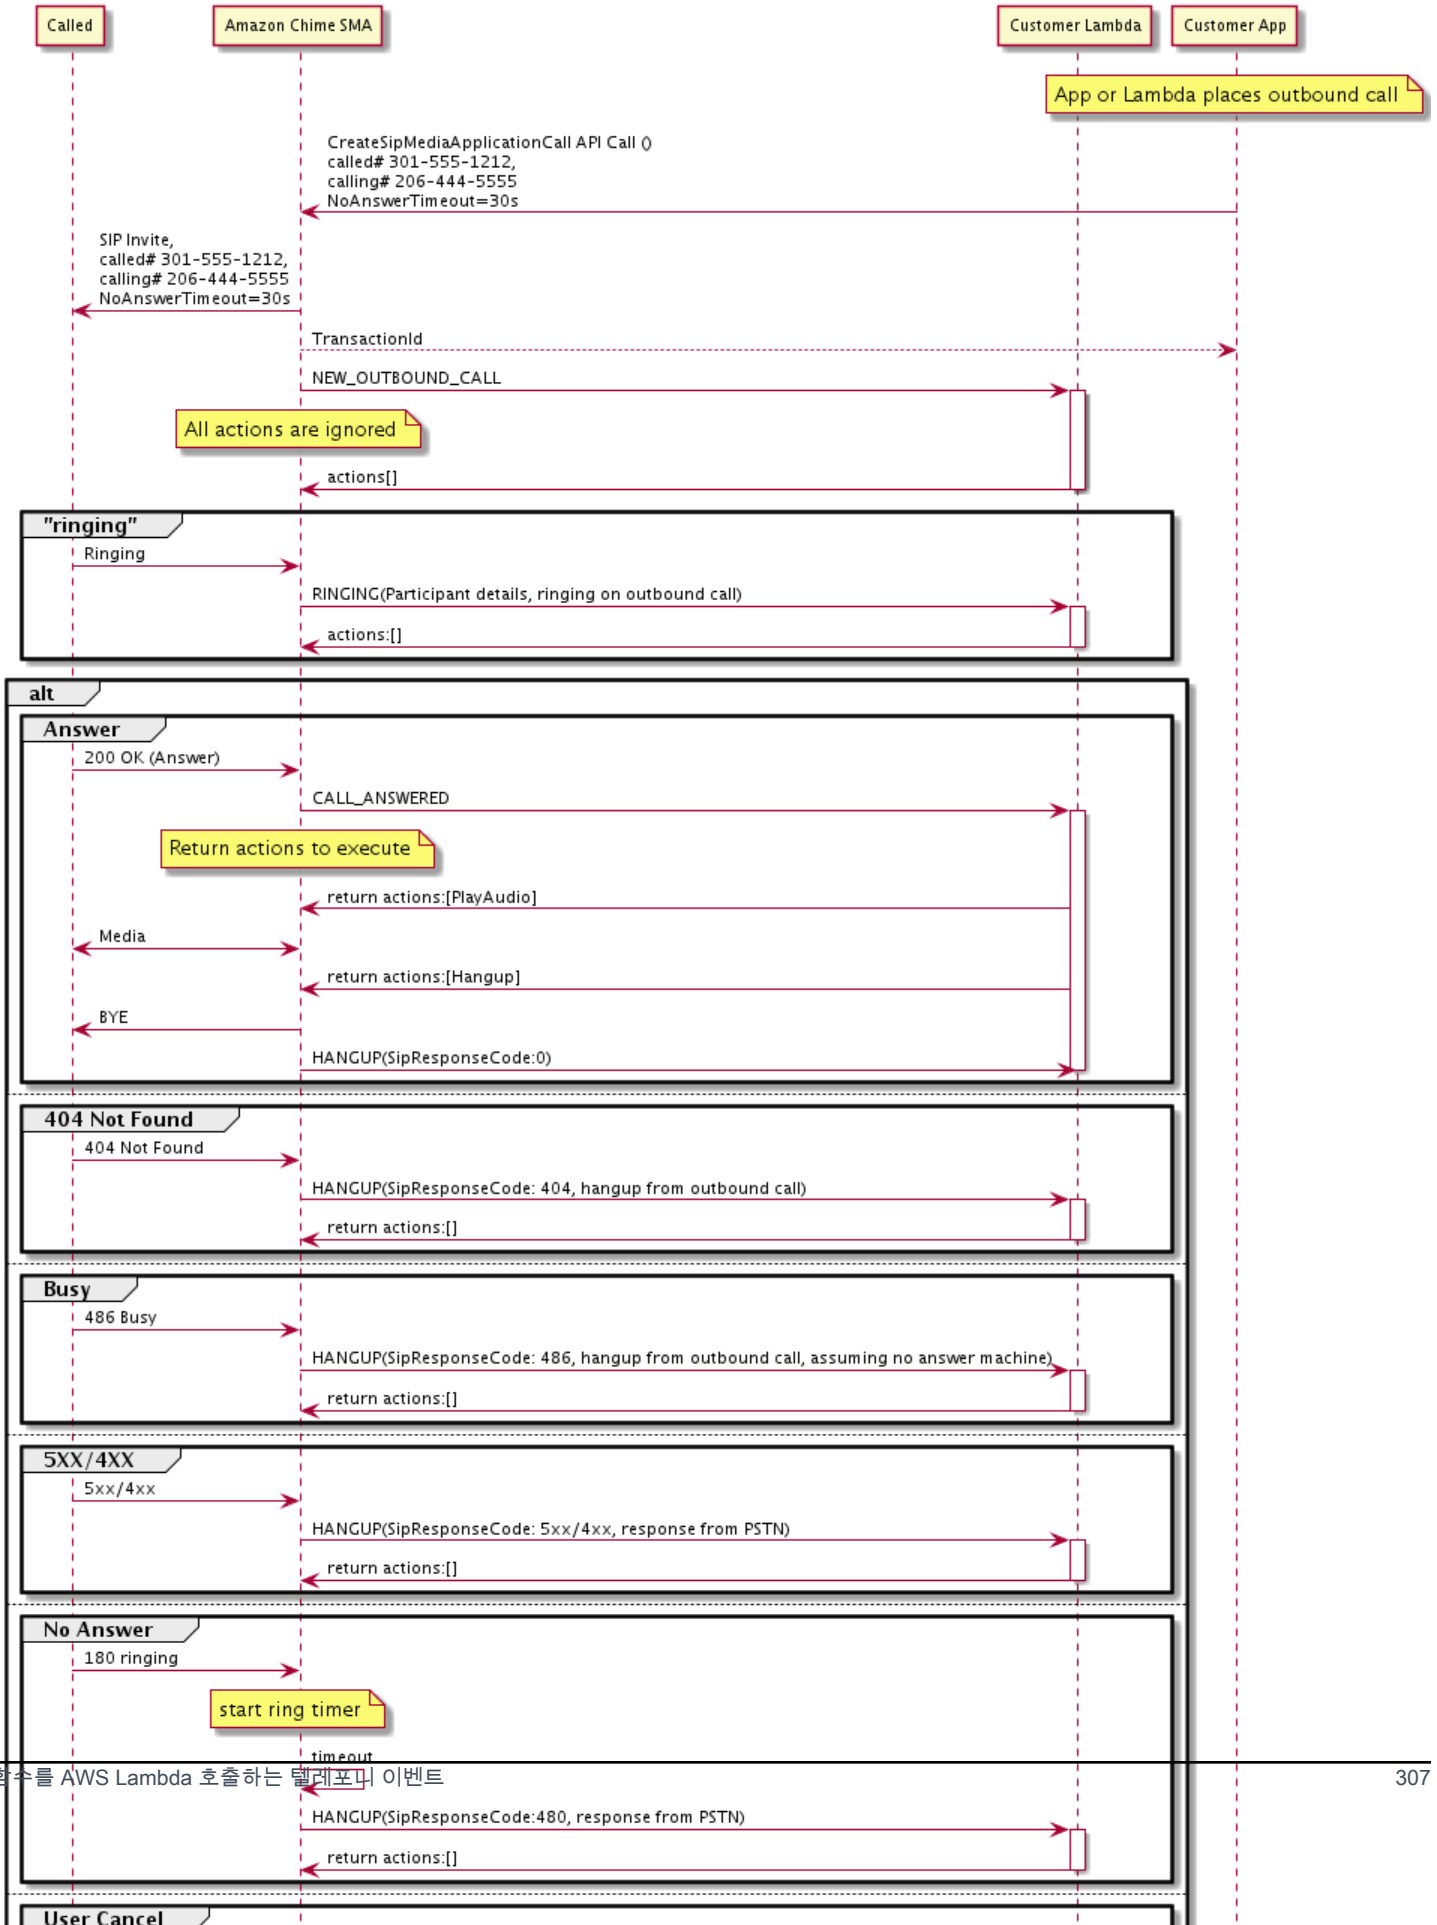 Called
Amazon Chime SMA
Customer Lambda
Customer App
App or Lambda places outbound call
CreateSipMediaApplicationCall API Call ()
called# 301-555-1212,
calling# 206-444-5555
NoAnswerTimeout=30s
SIP Invite,
called# 301-555-1212,
calling# 206-444-5555
NoAnswerTimeout=30s
TransactionId
NEW_OUTBOUND_CALL
All actions are ignored
actions[]
"ringing"
Ringing
RINGING(Participant details, ringing on outbound call)
actions:[]
alt
Answer
200 OK (Answer)
CALL_ANSWERED
Return actions to execute
return actions:[PlayAudio]
Media
return actions:[Hangup]
BYE
HANGUP(SipResponseCode:0)
404 Not Found
404 Not Found
HANGUP(SipResponseCode: 404, hangup from outbound call)
return actions:[]
Busy
486 Busy
HANGUP(SipResponseCode: 486, hangup from outbound call, assuming no answer machine)
return actions:[]
5XX/4XX
5xx/4xx
HANGUP(SipResponseCode: 5xx/4xx, response from PSTN)
return actions:[]
No Answer
180 ringing
start ring timer
timeout
함수를 AWS Lambda 호출하는 텔레포니 이벤트
307
HANGUP(SipResponseCode:480, response from PSTN)
return actions:[]
User Cancel